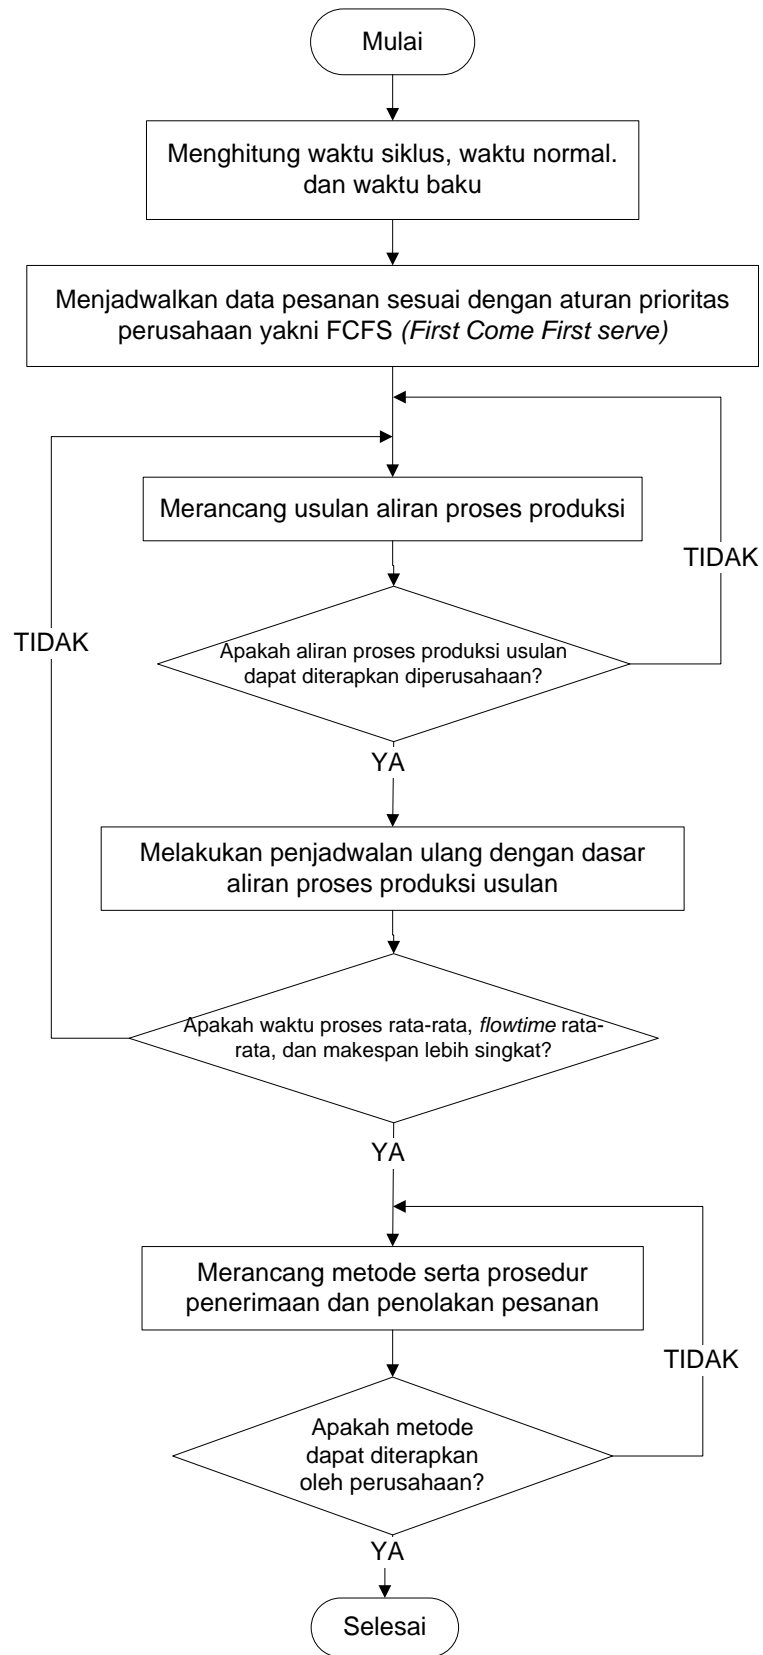 Mulai
Menghitung waktu siklus, waktu normal.
dan waktu baku
Menjadwalkan data pesanan sesuai dengan aturan prioritas
perusahaan yakni FCFS (First Come First serve)
Merancang usulan aliran proses produksi
TIDAK
Apakah aliran proses produksi usulan
dapat diterapkan diperusahaan?
TIDAK
YA
Melakukan penjadwalan ulang dengan dasar
aliran proses produksi usulan
Apakah waktu proses rata-rata, flowtime rata-
rata, dan makespan lebih singkat?
YA
Merancang metode serta prosedur
penerimaan dan penolakan pesanan
TIDAK
Apakah metode
dapat diterapkan
oleh perusahaan?
YA
Selesai